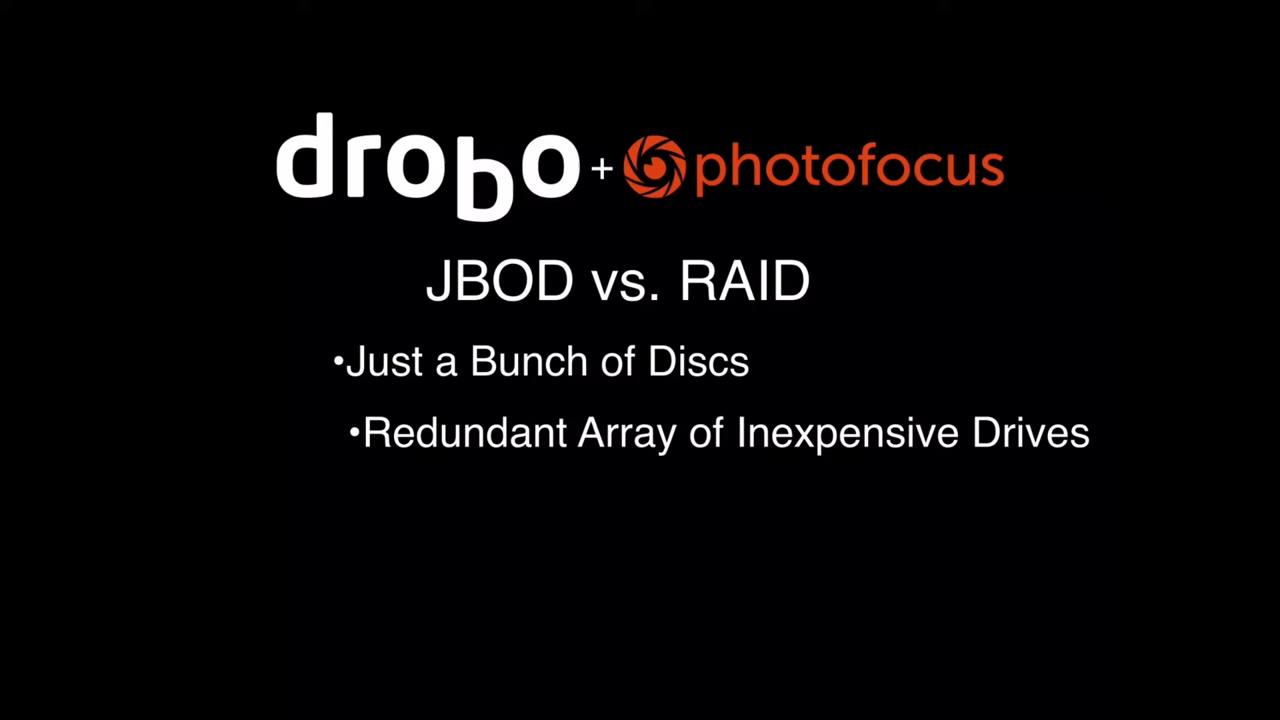 drobo + photofocus
JBOD vs. RAID
•Just a Bunch of Discs
•Redundant Array of Inexpensive Drives